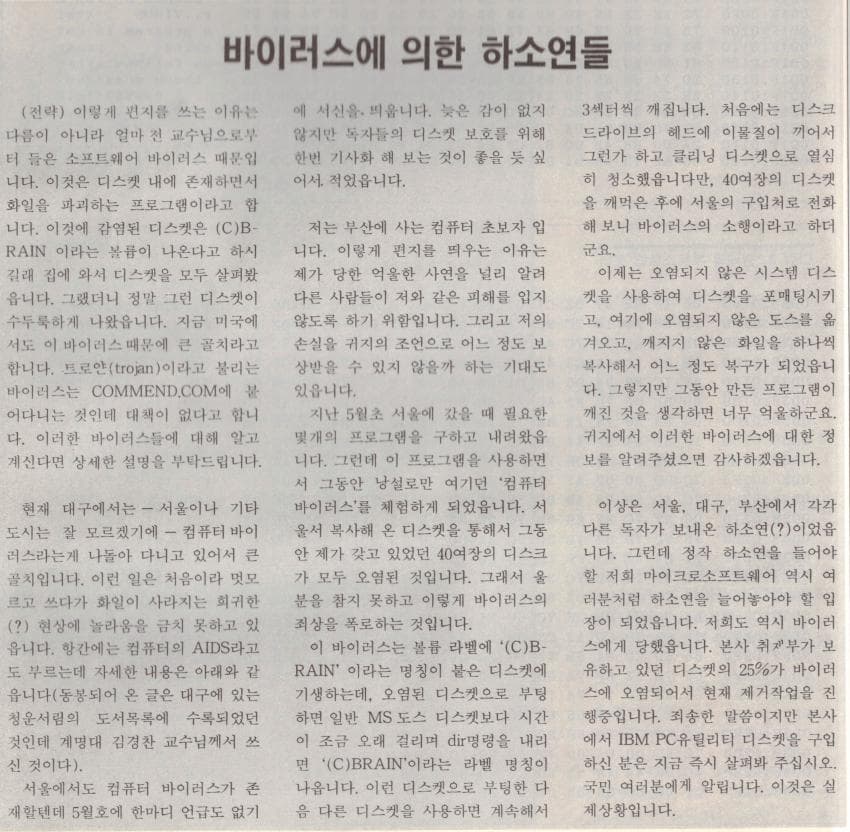 바이러스에 의한 하소연들
(전략) 이렇게 편지를 쓰는 이유는
다름이 아니라 얼마 전 교수님으로부
터 들은 소프트웨어 바이러스 때문입
니다. 이것은 디스켓 내에 존재하면서
화일을 파괴하는 프로그램이라고 합
니다. 이것에 감염된 디스켓은 (C)B-
RAIN 이라는 볼륨이 나온다고 하시
길래 집에 와서 디스켓을 모두 살펴봤
읍니다. 그랬더니 정말 그런 디스켓이
수두룩하게 나왔읍니다. 지금 미국에
서도 이 바이러스 때문에 큰 골치라고
합니다. 트로얀(trojan)이라고 불리는
바이러스는 COMMEND.COM에 붙
어다니는 것인데 대책이 없다고 합니
다. 이러한 바이러스들에 대해 알고
계신다면 상세한 설명을 부탁드립니다.
현재 대구에서는 — 서울이나 기타
도시는 잘 모르겠기에 — 컴퓨터 바이
러스라는게 나돌아 다니고 있어서 큰
골치입니다. 이런 일은 처음이라 멋모
르고 쓰다가 화일이 사라지는 희귀한
(?) 현상에 놀라움을 금치 못하고 있
읍니다. 항간에는 컴퓨터의 AIDS라고
도 부르는데 자세한 내용은 아래와 같
읍니다(동봉되어 온 글은 대구에 있는
청운서림의 도서목록에 수록되었던
것인데 계명대 김경찬 교수님께서 쓰
신 것이다).
서울에서도 컴퓨터 바이러스가 존
재할텐데 5월호에 한마디 언급도 없기
에 서신을 띄웁니다. 늦은 감이 없지
않지만 독자들의 디스켓 보호를 위해
한번 기사화 해 보는 것이 좋을 듯 싶
어서 적었읍니다.
저는 부산에 사는 컴퓨터 초보자 입
니다. 이렇게 편지를 띄우는 이유는
제가 당한 억울한 사연을 널리 알려
다른 사람들이 저와 같은 피해를 입지
않도록 하기 위함입니다. 그리고 저의
손실을 귀지의 조언으로 어느 정도 보
상받을 수 있지 않을까 하는 기대도
있읍니다.
지난 5월초 서울에 갔을 때 필요한
몇개의 프로그램을 구하고 내려왔읍
니다. 그런데 이 프로그램을 사용하면
서 그동안 낭설로만 여기던 '컴퓨터
바이러스'를 체험하게 되었읍니다. 서
울서 복사해 온 디스켓을 통해서 그동
안 제가 갖고 있었던 40여장의 디스크
가 모두 오염된 것입니다. 그래서 울
분을 참지 못하고 이렇게 바이러스의
죄상을 폭로하는 것입니다.
이 바이러스는 볼륨 라벨에 '(C)B-
RAIN' 이라는 명칭이 붙은 디스켓에
기생하는데, 오염된 디스켓으로 부팅
하면 일반 MS도스 디스켓보다 시간
이 조금 오래 걸리며 dir명령을 내리
면 '(C)BRAIN'이라는 라벨 명칭이
나옵니다. 이런 디스켓으로 부팅한 다
음 다른 디스켓을 사용하면 계속해서
3섹터씩 깨집니다. 처음에는 디스크
드라이브의 헤드에 이물질이 끼어서
그런가 하고 클리닝 디스켓으로 열심
히 청소했읍니다만, 40여장의 디스켓
을 깨먹은 후에 서울의 구입처로 전화
해 보니 바이러스의 소행이라고 하더
군요.
이제는 오염되지 않은 시스템 디스
켓을 사용하여 디스켓을 포매팅시키
고, 여기에 오염되지 않은 도스를 옮
겨오고, 깨지지 않은 화일을 하나씩
복사해서 어느 정도 복구가 되었읍니
다. 그렇지만 그동안 만든 프로그램이
깨진 것을 생각하면 너무 억울하군요.
귀지에서 이러한 바이러스에 대한 정
보를 알려주셨으면 감사하겠읍니다.
이상은 서울, 대구, 부산에서 각각
다른 독자가 보내온 하소연(?)이었읍
니다. 그런데 정작 하소연을 들어야
할 저희 마이크로소프트웨어 역시 여
러분처럼 하소연을 늘어놓아야 할 입
장이 되었읍니다. 저희도 역시 바이러
스에게 당했읍니다. 본사 취재부가 보
유하고 있던 디스켓의 25%가 바이러
스에 오염되어서 현재 제거작업을 진
행중입니다. 죄송한 말씀이지만 본사
에서 IBM PC유틸리티 디스켓을 구입
하신 분은 지금 즉시 살펴봐 주십시오.
국민 여러분에게 알립니다. 이것은 실
제상황입니다.